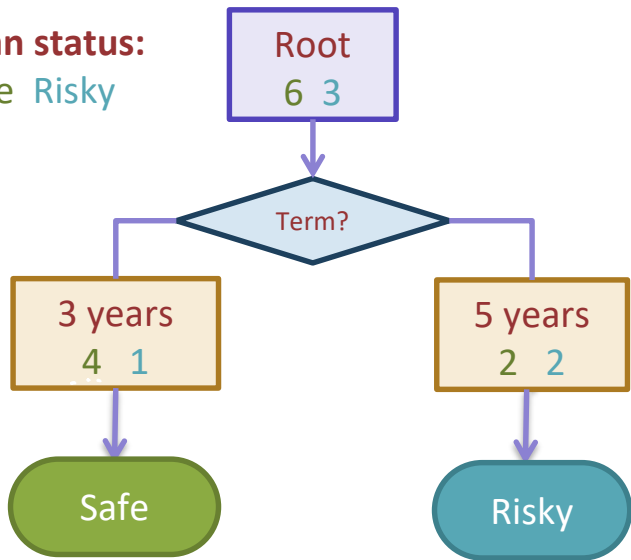 an status:
e Risky
Root
6 3
Term?
3 years
4 1
5 years
2 2
Safe
Risky